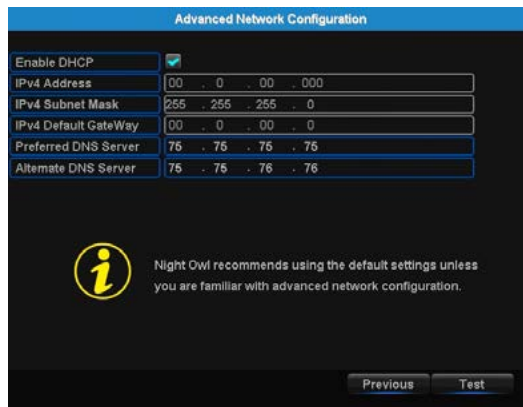 Advanced Network Configuration
Enable DHCP
IPv4 Address 00 . 0 . 00 . 000
IPv4 Subnet Mask 255 . 255 . 255 . 0
IPv4 Default GateWay 00 . 0 . 00 . 0
Preferred DNS Server 75 . 75 . 75 . 75
Alternate DNS Server 75 . 75 . 76 . 76
i
Night Owl recommends using the default settings unless
you are familiar with advanced network configuration.
Previous Test